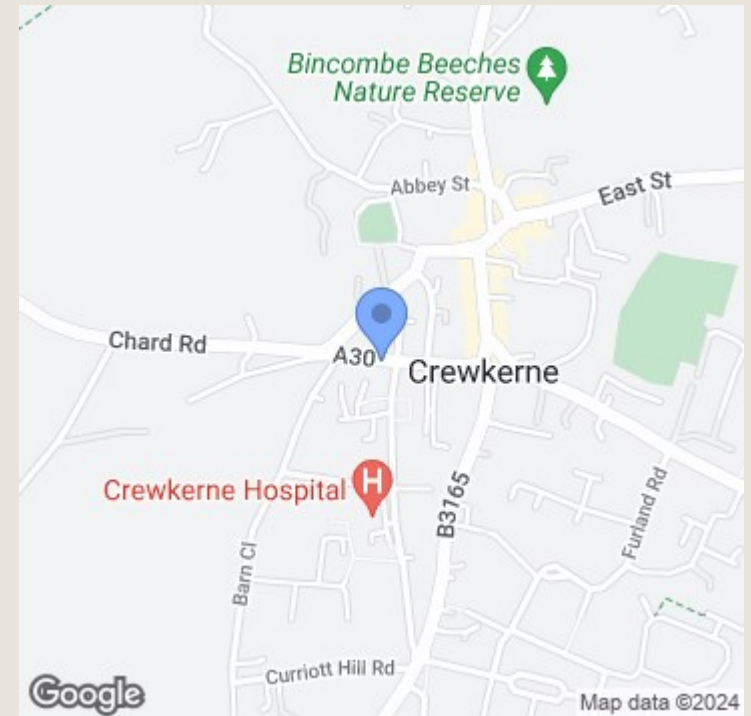 Bincombe Beeches
Nature Reserve
Abbey St
East St
Chard Rd
A30
Crewkerne
Crewkerne Hospital
H
B3165
Furland Rd
Barn Cl
Curriott Hill Rd
Google
Map data ©2024